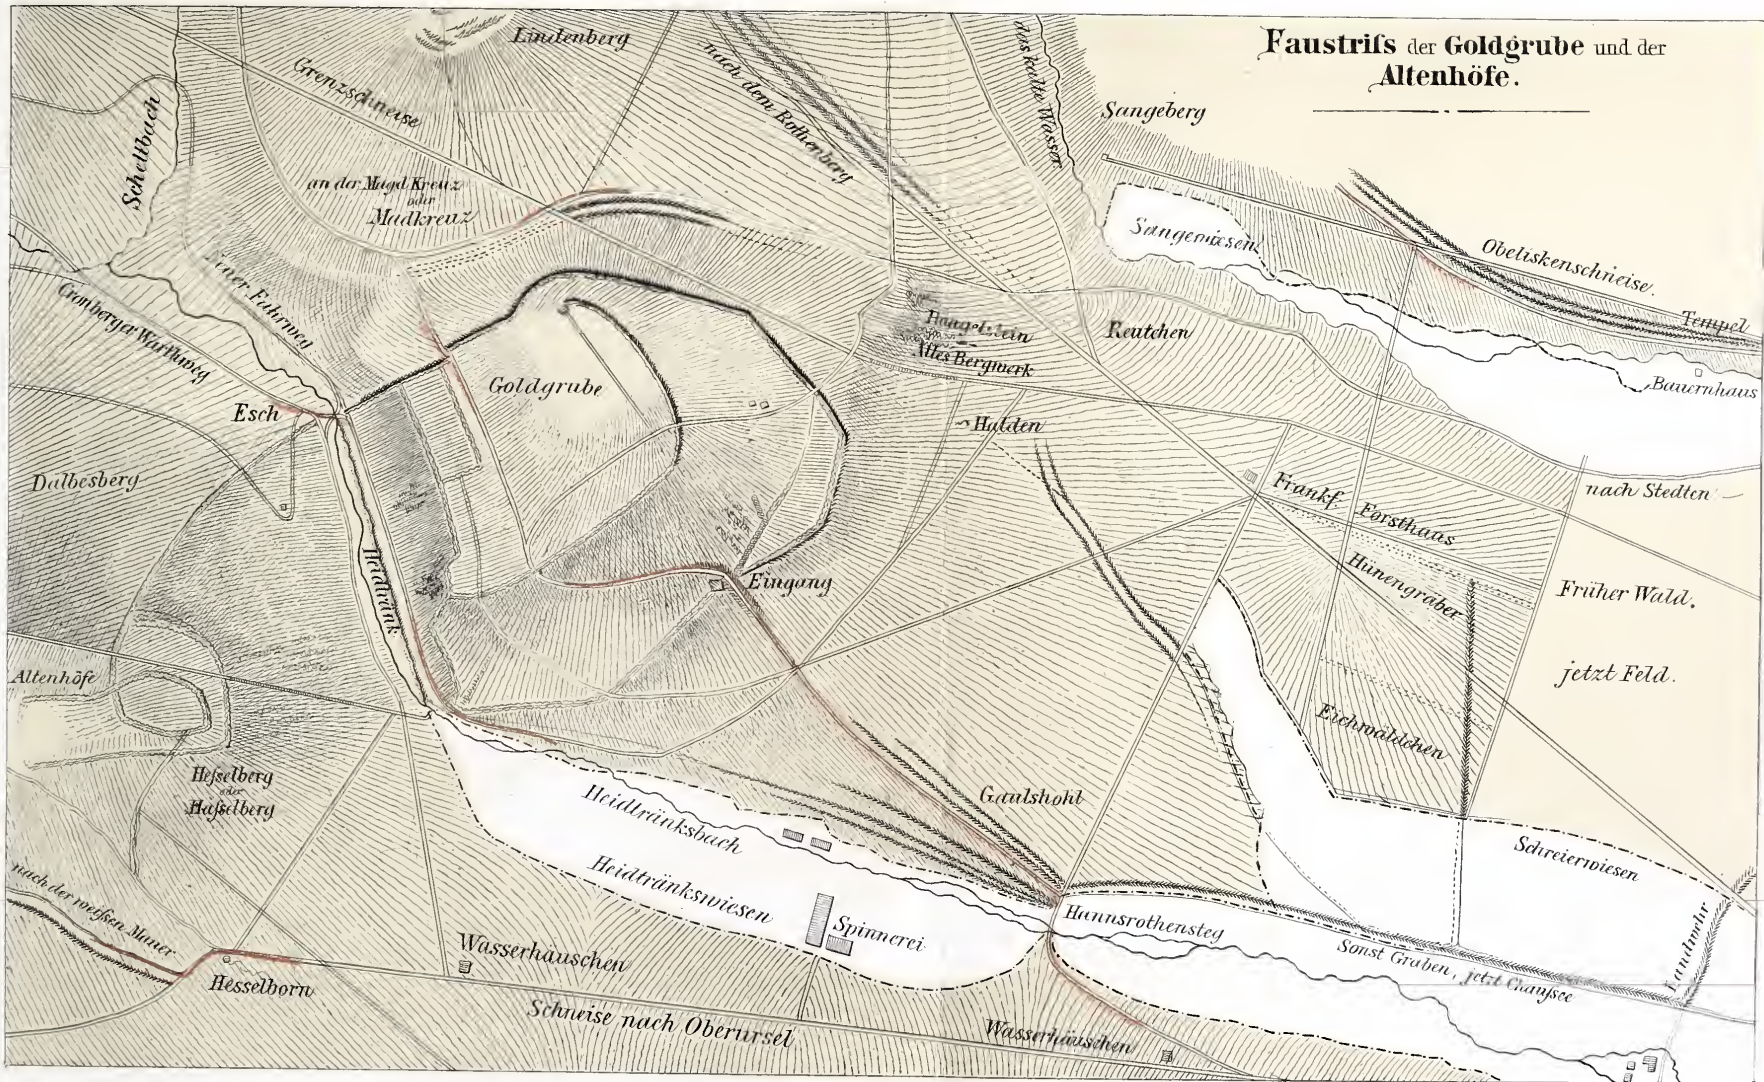 Faustriſs der Goldgrube und der
Altenhöfe.
Lindenberg
Grenzschneise
nach dem Rothenberg
das kalte Wasser
Sangeberg
Schellbach
an der Magd Kreuz
oder
Madkreuz
Sangewiesen
Obeliskenschneise.
Tempel
Bauernhaus
Fahrweg
Cronberger Warthweg
Altes Bergwerk
Reutchen
Goldgrube
Esch
Halden
Dalbesberg
nach Stedten
Frankf. Forsthaus
Hünengräber
Früher Wald.
jetzt Feld.
Heidtränk
Eingang
Altenhöfe
Eichwäldchen
Heſselberg
oder
Haſselberg
Gaulshohl
Heidtränksbach
Heidtränkswiesen
Spinnerei
Schreierwiesen
Landwehr
Hannsrothensteg
Sonst Graben, jetzt Chauſsee
nach der weiſsen Mauer
Hesselborn
Wasserhäuschen
Schneise nach Oberursel
Wasserhäuschen